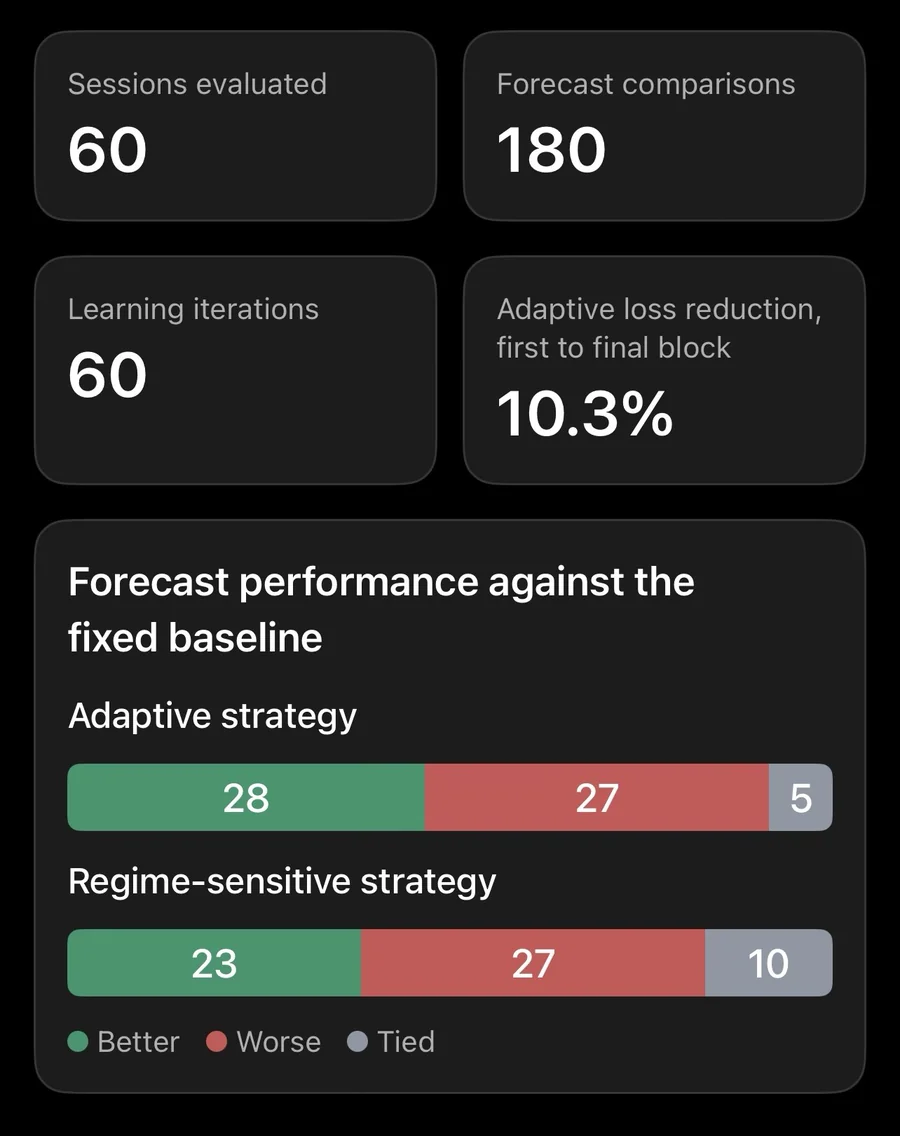 Sessions evaluated
60
Forecast comparisons
180
Learning iterations
60
Adaptive loss reduction,
first to final block
10.3%
Forecast performance against the
fixed baseline
Adaptive strategy
28
27
5
Regime-sensitive strategy
23
27
10
Better
Worse
Tied